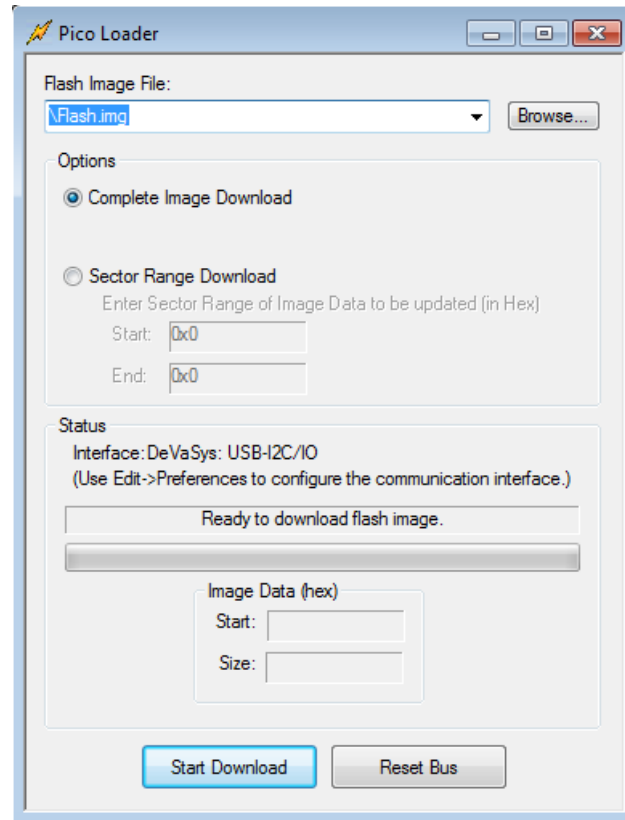 Pico Loader
Flash Image File:
\Flash.img
Browse...
Options
Complete Image Download
Sector Range Download
Enter Sector Range of Image Data to be updated (in Hex)
Start: 0x0
End: 0x0
Status
Interface: DeVaSys: USB-I2C/IO
(Use Edit->Preferences to configure the communication interface.)
Ready to download flash image.
Image Data (hex)
Start:
Size:
Start Download Reset Bus